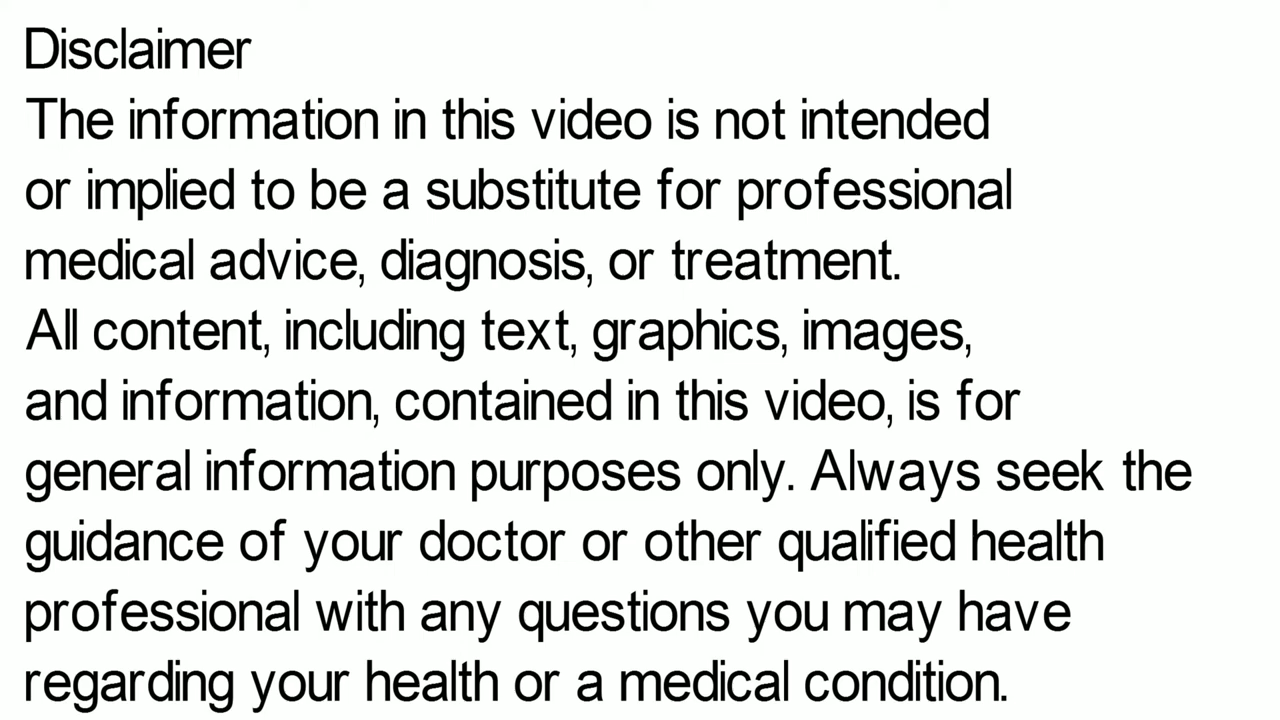 Disclaimer
The information in this video is not intended
or implied to be a substitute for professional
medical advice, diagnosis, or treatment.
All content, including text, graphics, images,
and information, contained in this video, is for
general information purposes only. Always seek the
guidance of your doctor or other qualified health
professional with any questions you may have
regarding your health or a medical condition.